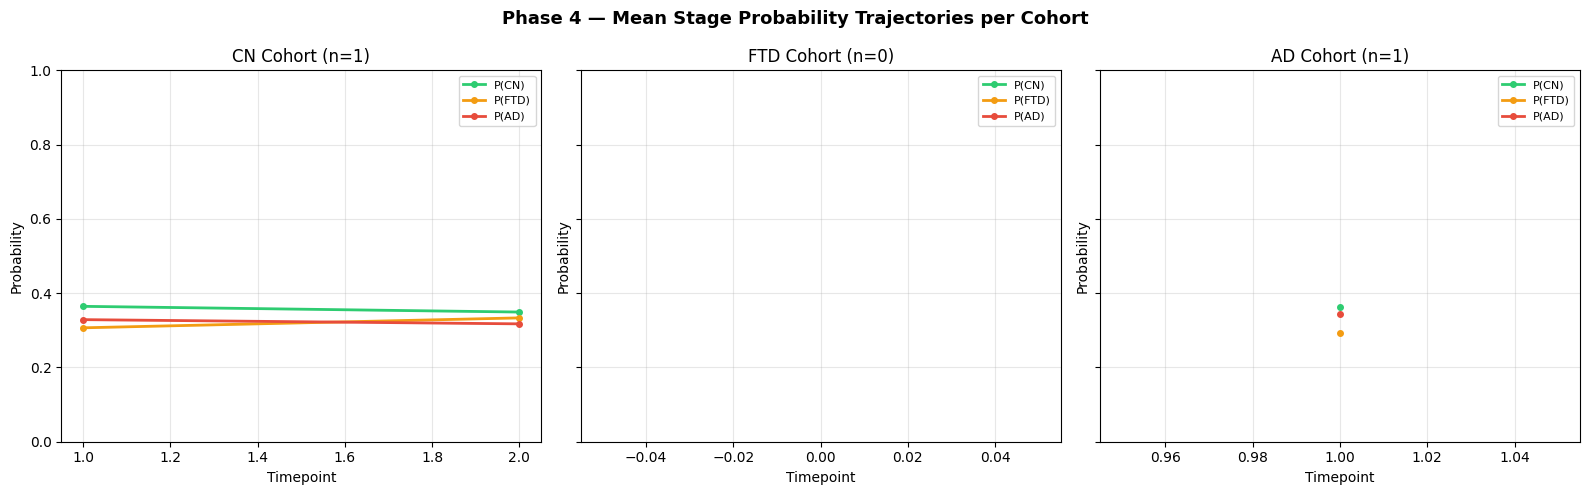 Phase 4 — Mean Stage Probability Trajectories per Cohort
CN Cohort (n=1)
P(CN)
P(FTD)
P(AD)
Probability
1.0
0.8
0.6
0.4
0.2
0.0
1.0 1.2 1.4 1.6 1.8 2.0
Timepoint
FTD Cohort (n=0)
P(CN)
P(FTD)
P(AD)
Probability
−0.04 −0.02 0.00 0.02 0.04
Timepoint
AD Cohort (n=1)
P(CN)
P(FTD)
P(AD)
Probability
0.96 0.98 1.00 1.02 1.04
Timepoint